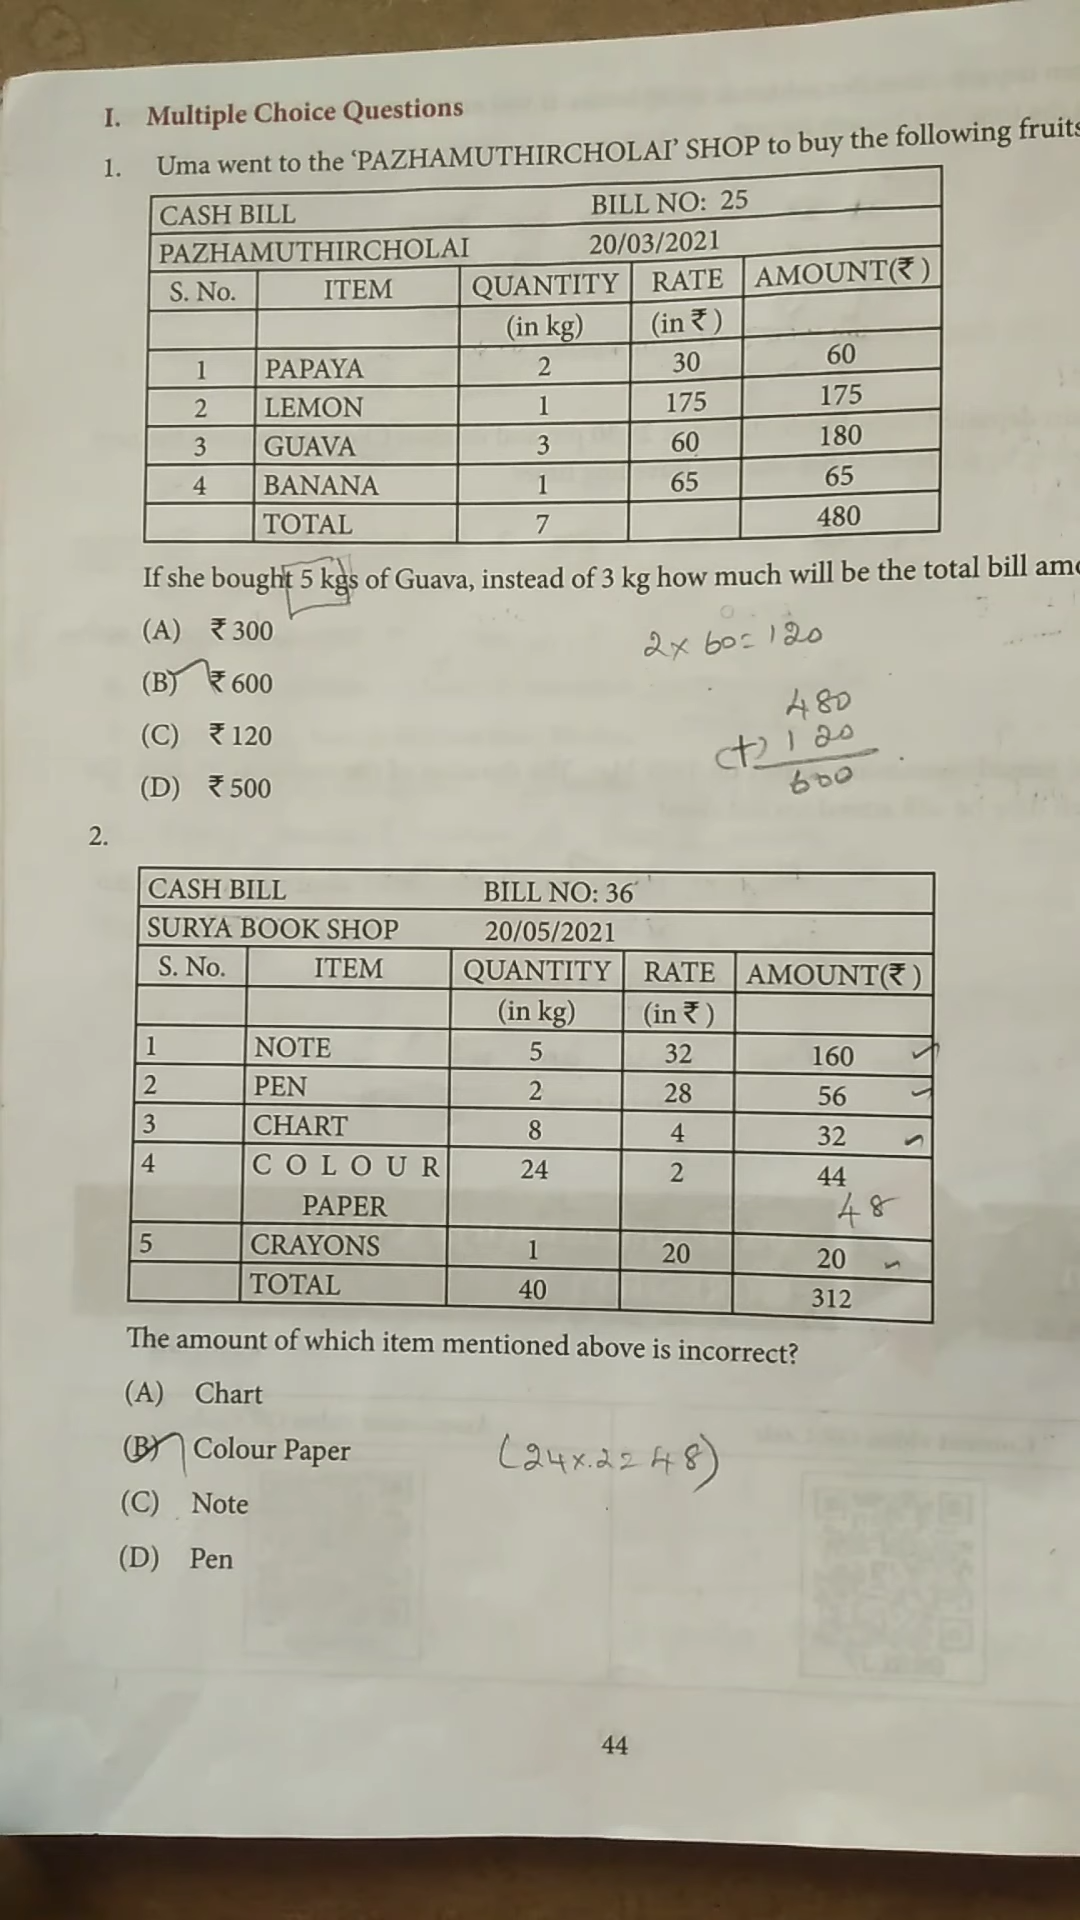 I. Multiple Choice Questions
1. Uma went to the ‘PAZHAMUTHIRCHOLAI’ SHOP to buy the following fruits
CASH BILL BILL NO: 25
PAZHAMUTHIRCHOLAI 20/03/2021
S. No. ITEM QUANTITY RATE AMOUNT(₹ )
(in kg) (in ₹ )
1 PAPAYA 2 30 60
2 LEMON 1 175 175
3 GUAVA 3 60 180
4 BANANA 1 65 65
TOTAL 7 480
If she bought 5 kgs of Guava, instead of 3 kg how much will be the total bill
(A) ₹ 300
2 x 60 = 120
(B) ₹ 600
480
(C) ₹ 120
(+) 120
600
(D) ₹ 500
2.
CASH BILL BILL NO: 36
SURYA BOOK SHOP 20/05/2021
S. No. ITEM QUANTITY RATE AMOUNT(₹ )
(in kg) (in ₹ )
1 NOTE 5 32 160
2 PEN 2 28 56
3 CHART 8 4 32
4 COLOUR 24 2 44
PAPER 48
5 CRAYONS 1 20 20
TOTAL 40 312
The amount of which item mentioned above is incorrect?
(A) Chart
(B) Colour Paper (24x.2=48)
(C) Note
(D) Pen
44